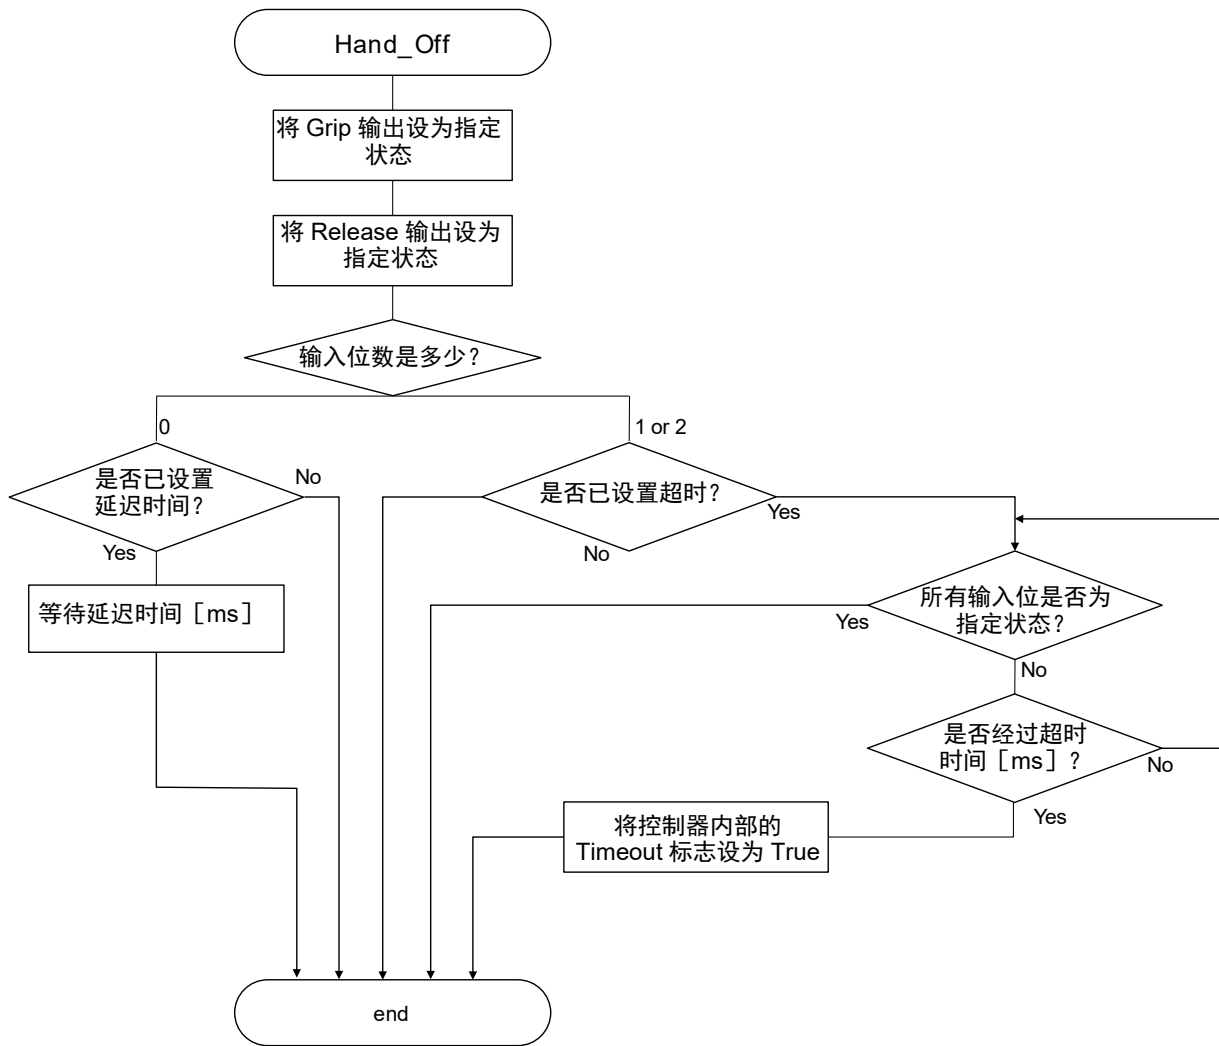 Hand_Off
将 Grip 输出设为指定
状态
将 Release 输出设为
指定状态
输入位数是多少?
0
1 or 2
是否已设置
延迟时间?
No
Yes
是否已设置超时?
Yes
No
等待延迟时间［ms］
所有输入位是否为
指定状态?
Yes
No
是否经过超时
时间［ms］?
No
Yes
将控制器内部的
Timeout 标志设为 True
end